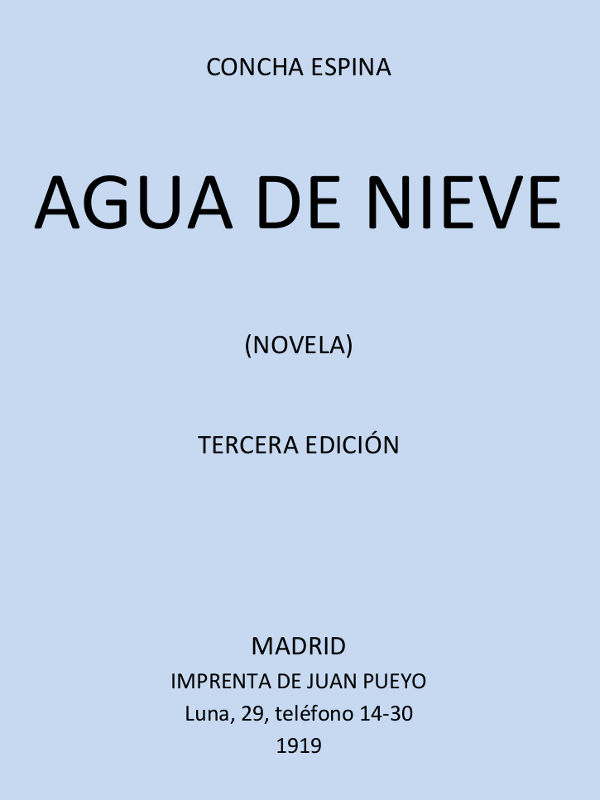 CONCHA ESPINA
AGUA DE NIEVE
(NOVELA)
TERCERA EDICIÓN
MADRID
IMPRENTA DE JUAN PUEYO
Luna, 29, teléfono 14-30
1919